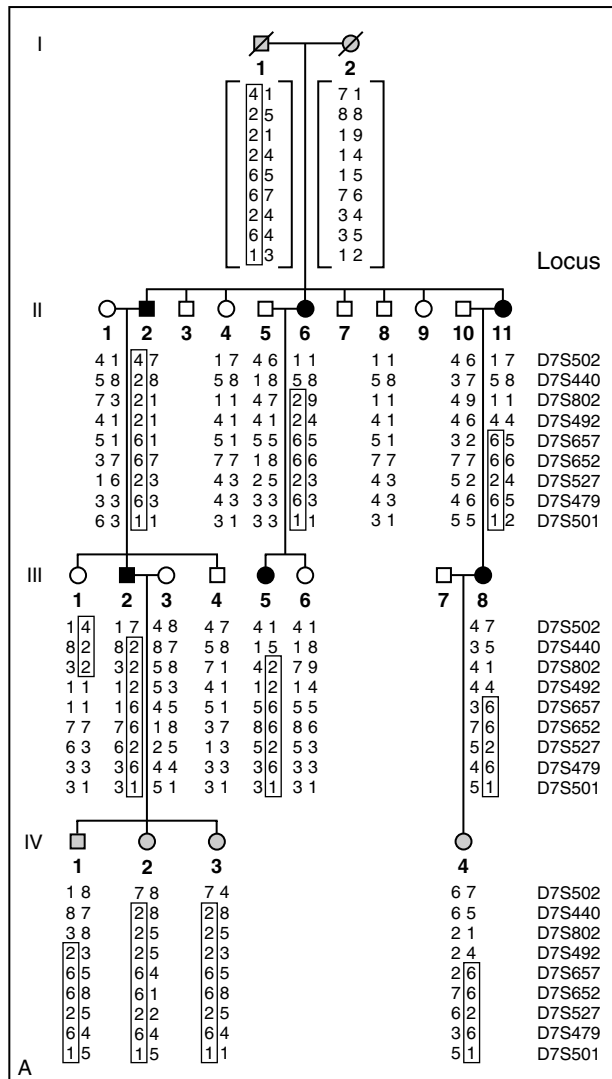 I
1 2
4 1 7 1
2 5 8 8
2 1 1 9
2 4 1 4
6 5 1 5
6 7 7 6
2 4 3 4
6 4 3 5
1 3 1 2
Locus
II
1 2 3 4 5 6 7 8 9 10 11
4 1 4 7 1 7 4 6 1 1 1 1 4 6 1 7 D7S502
5 8 2 8 5 8 1 8 5 8 5 8 3 7 5 8 D7S440
7 3 2 1 1 1 4 7 2 9 1 1 4 9 1 1 D7S802
4 1 2 1 4 1 4 1 2 4 4 1 4 6 4 4 D7S492
5 1 6 1 5 1 5 5 6 5 5 1 3 2 6 5 D7S657
3 7 6 7 7 7 1 8 6 6 7 7 7 7 6 6 D7S652
1 6 2 3 4 3 2 5 2 3 4 3 5 2 2 4 D7S527
3 3 6 3 4 3 5 3 6 3 4 3 4 6 6 5 D7S479
6 3 1 1 3 1 3 3 1 1 3 1 5 5 1 2 D7S501
III
1 2 3 4 5 6 7 8
1 4 1 7 4 8 4 7 4 1 4 1 4 7 D7S502
8 2 8 2 8 7 5 8 1 5 1 8 3 5 D7S440
3 2 3 2 5 8 7 1 4 2 7 9 4 1 D7S802
1 1 1 2 5 3 4 1 1 2 1 4 4 4 D7S492
1 1 1 6 4 5 5 1 5 6 5 5 3 6 D7S657
7 7 7 6 1 8 3 7 8 6 8 6 7 6 D7S652
6 3 6 2 2 5 1 3 5 2 5 3 5 2 D7S527
3 3 3 6 4 4 3 3 3 6 3 3 4 6 D7S479
3 1 3 1 5 1 3 1 3 1 3 1 5 1 D7S501
IV
1 2 3 4
1 8 7 8 7 4 6 7 D7S502
8 7 2 8 2 8 6 5 D7S440
3 8 2 5 2 5 2 1 D7S802
2 3 2 5 2 3 2 4 D7S492
6 5 6 4 6 5 2 6 D7S657
6 8 6 1 6 8 7 6 D7S652
2 5 2 2 2 5 6 2 D7S527
6 4 6 4 6 4 3 6 D7S479
1 5 1 5 1 1 5 1 D7S501
A